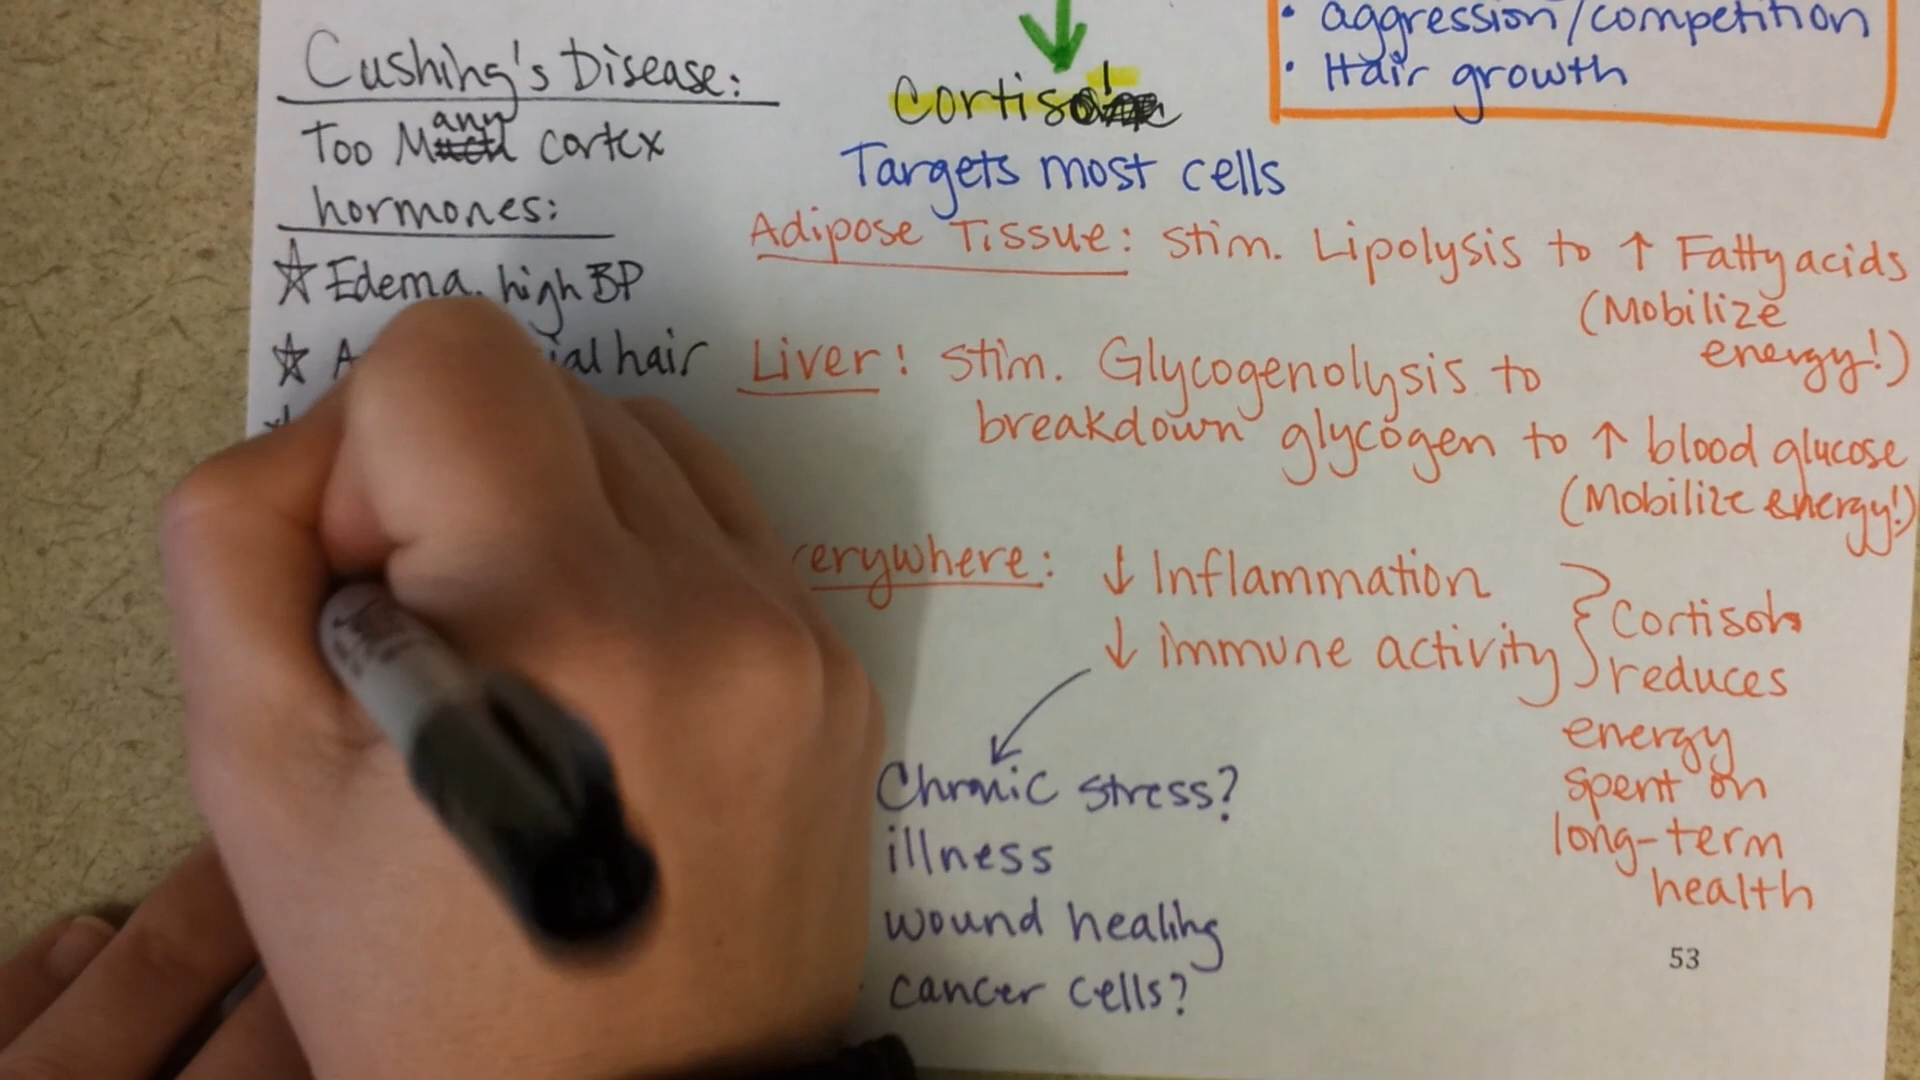 Cushing's Disease:
Too Many cortex
hormones:
Edema, high BP
hair
• aggression/competition
• Hair growth
Cortisol
Targets most cells
Adipose Tissue: stim. Lipolysis to ↑ Fatty acids
(Mobilize
energy!)
Liver: stim. Glycogenolysis to
breakdown glycogen to ↑ blood glucose
(Mobilize energy!)
erywhere: ↓ Inflammation
↓ immune activity
Cortisol
reduces
energy
spent on
long-term
health
Chronic stress?
illness
wound healing
cancer cells?
53